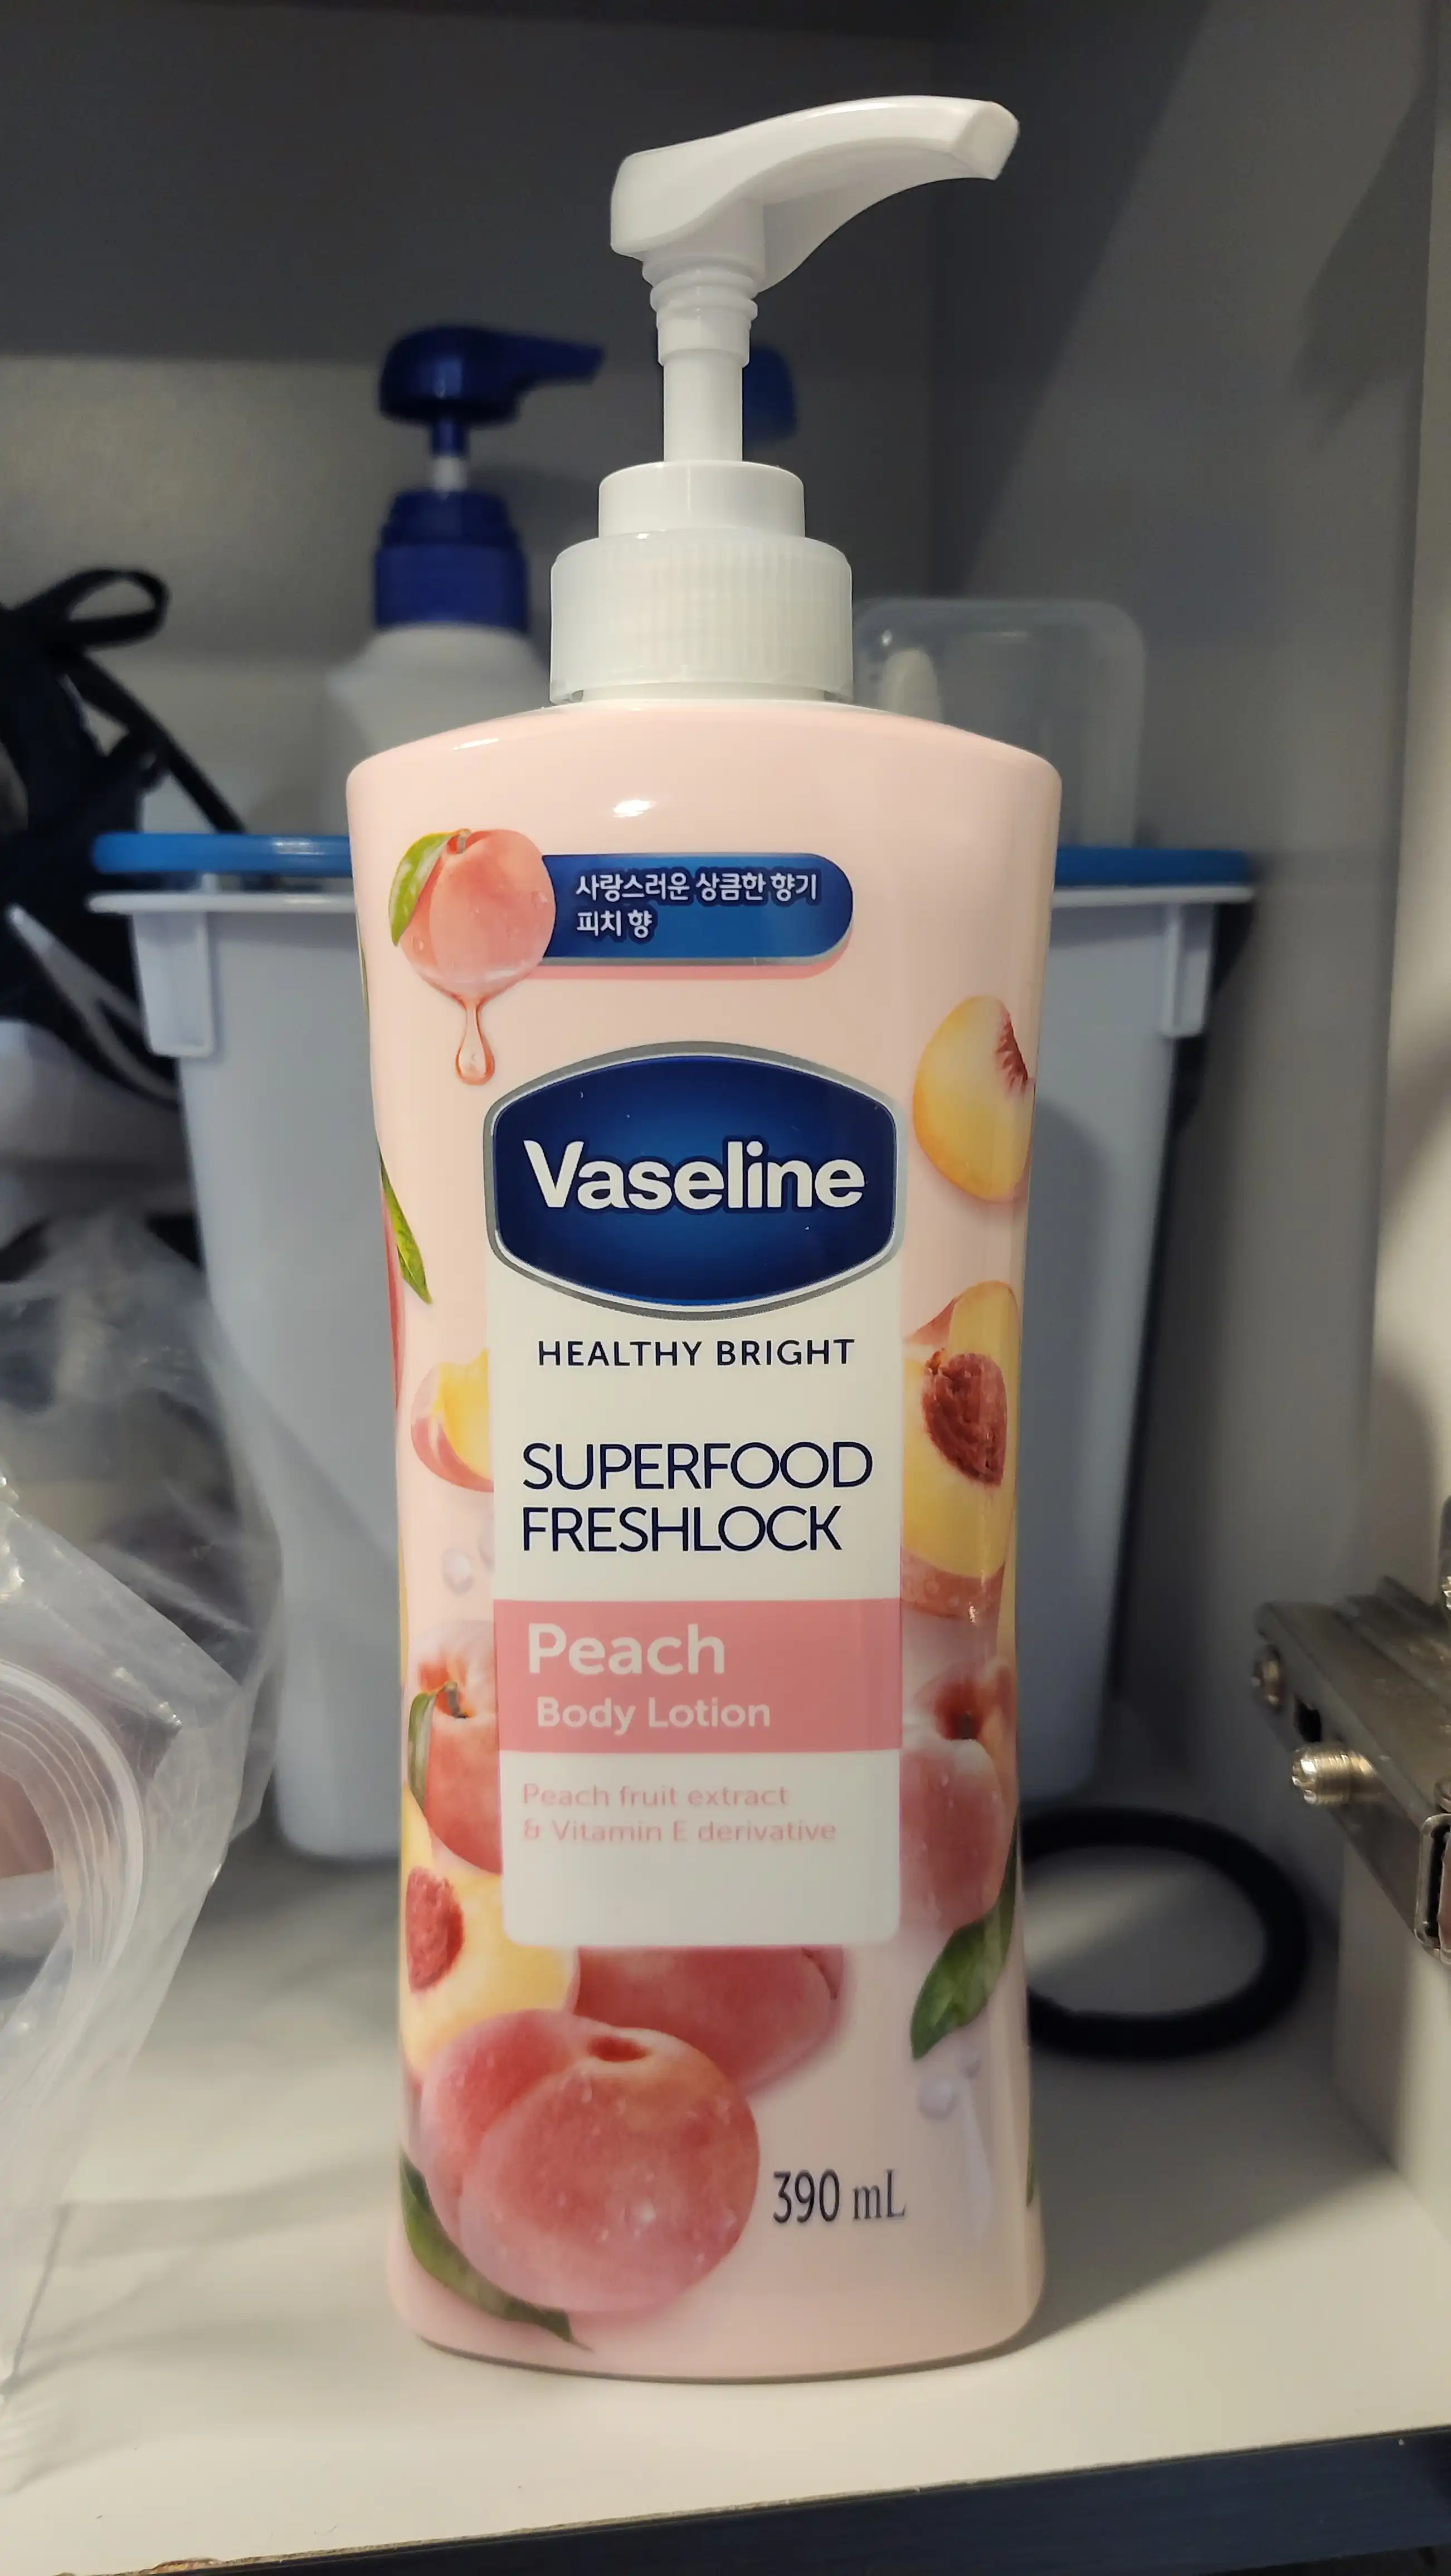 사랑스러운 상큼한 향기
피치 향
Vaseline
HEALTHY BRIGHT
SUPERFOOD
FRESHLOCK
Peach
Body Lotion
Peach fruit extract
& Vitamin E derivative
390 mL